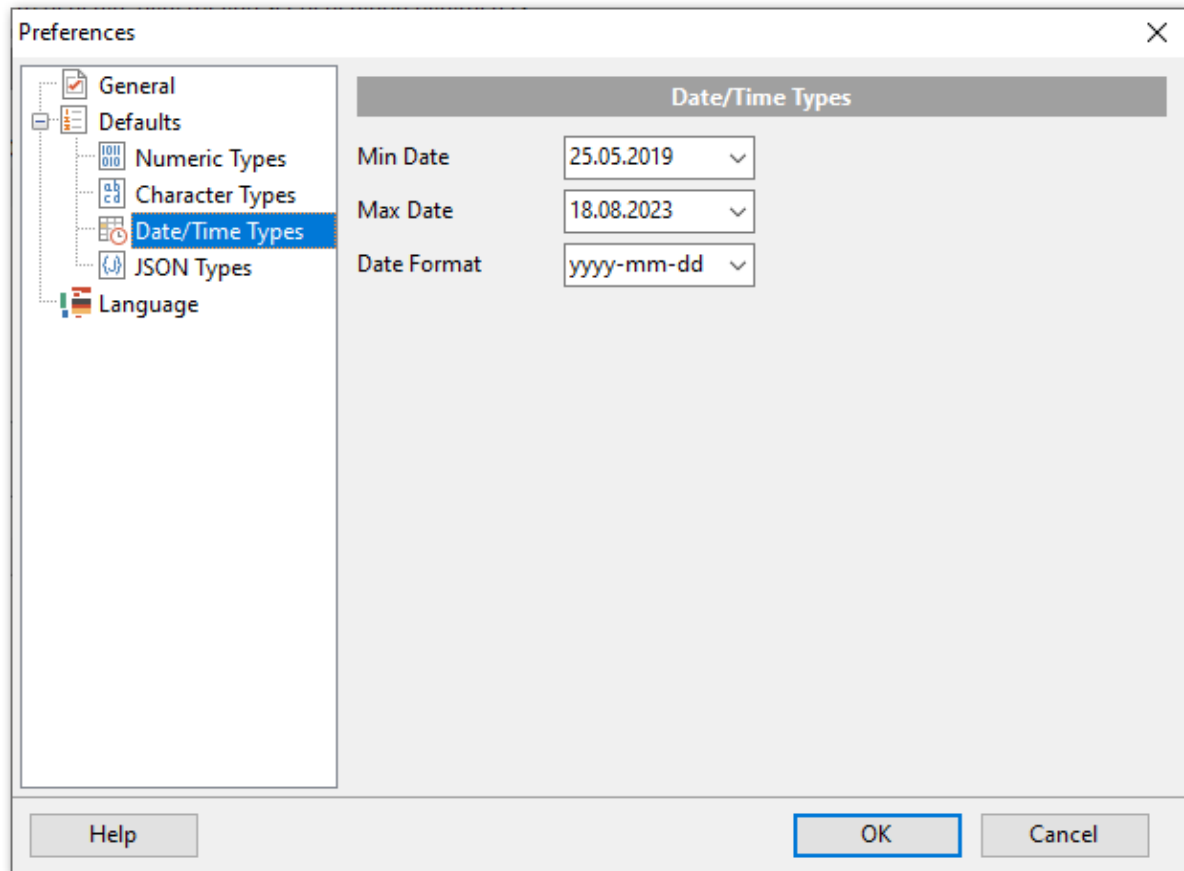 Preferences
General
Defaults
Numeric Types
Character Types
Date/Time Types
JSON Types
Language
Date/Time Types
Min Date 25.05.2019
Max Date 18.08.2023
Date Format yyyy-mm-dd
Help OK Cancel